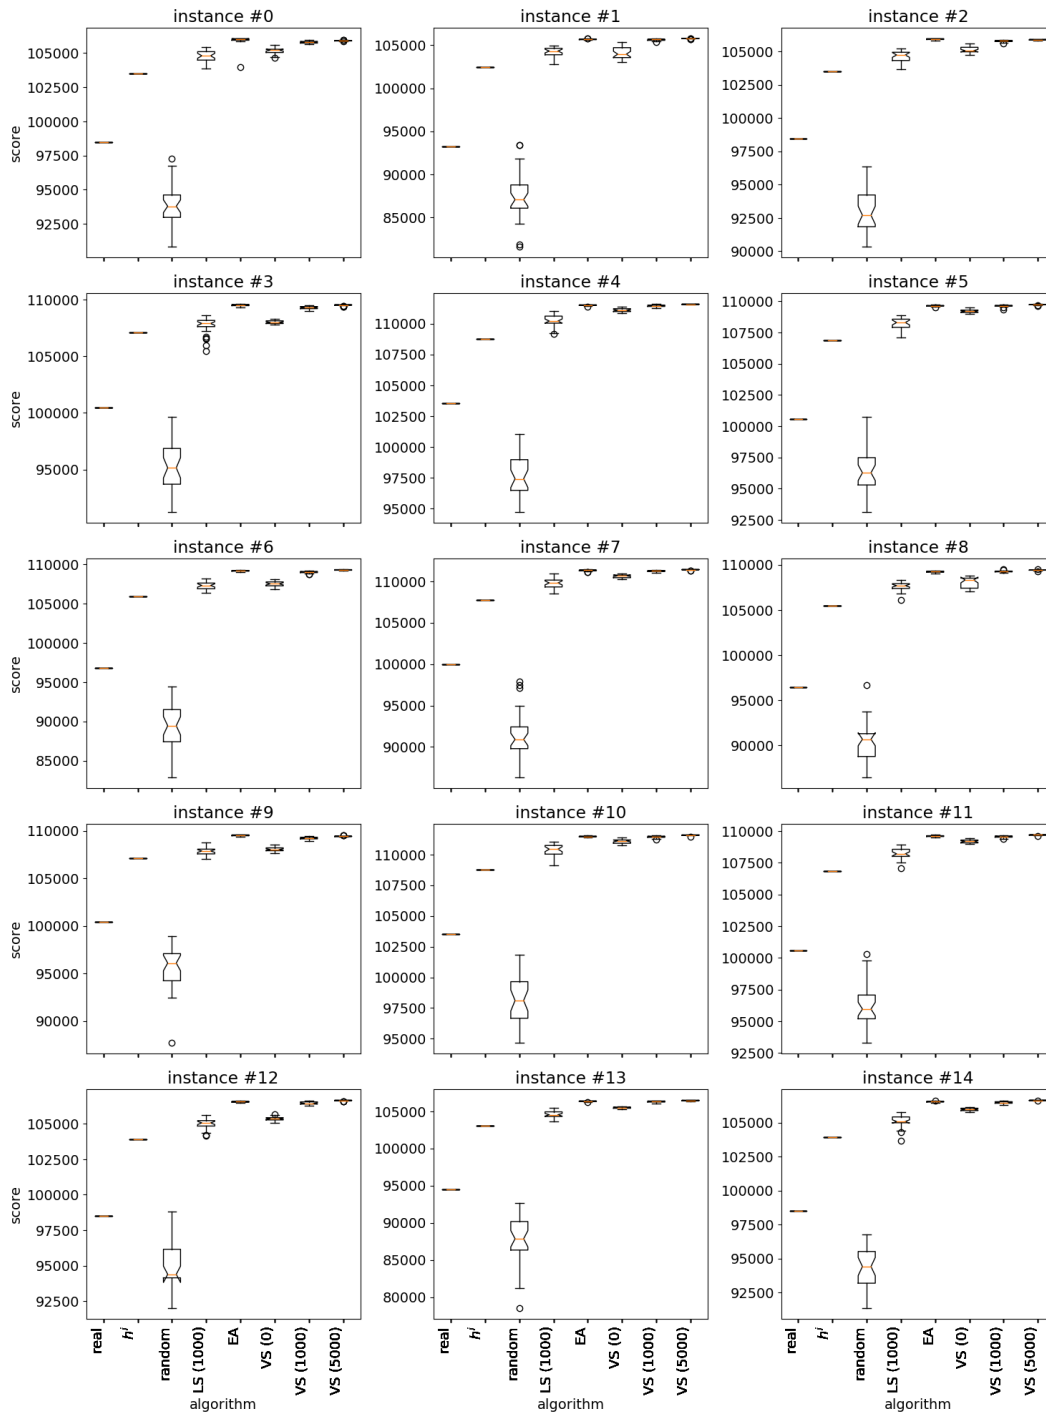 instance #0
instance #1
instance #2
105000
102500
100000
97500
95000
92500
score
105000
100000
95000
90000
85000
105000
102500
100000
97500
95000
92500
90000
instance #3
instance #4
instance #5
110000
105000
100000
95000
score
110000
107500
105000
102500
100000
97500
95000
110000
107500
105000
102500
100000
97500
95000
92500
instance #6
instance #7
instance #8
110000
105000
100000
95000
90000
85000
score
110000
105000
100000
95000
90000
110000
105000
100000
95000
90000
instance #9
instance #10
instance #11
110000
105000
100000
95000
90000
score
110000
107500
105000
102500
100000
97500
95000
110000
107500
105000
102500
100000
97500
95000
92500
instance #12
instance #13
instance #14
105000
102500
100000
97500
95000
92500
score
105000
100000
95000
90000
85000
80000
105000
102500
100000
97500
95000
92500
real
hⁱ
random
LS (1000)
EA
VS (0)
VS (1000)
VS (5000)
algorithm
real
hⁱ
random
LS (1000)
EA
VS (0)
VS (1000)
VS (5000)
algorithm
real
hⁱ
random
LS (1000)
EA
VS (0)
VS (1000)
VS (5000)
algorithm